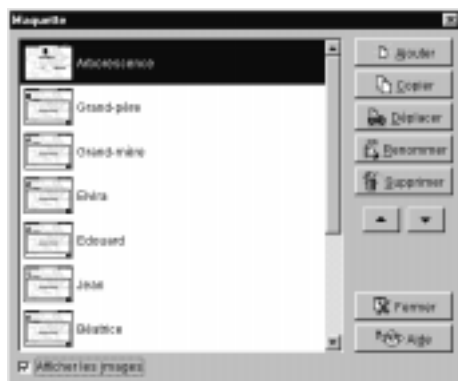 Maquette
Arborescence
Grand-père
Grand-mère
Elvira
Edouard
Jean
Béatrice
Afficher les images
Ajouter
Copier
Déplacer
Renommer
Supprimer
Fermer
Aide